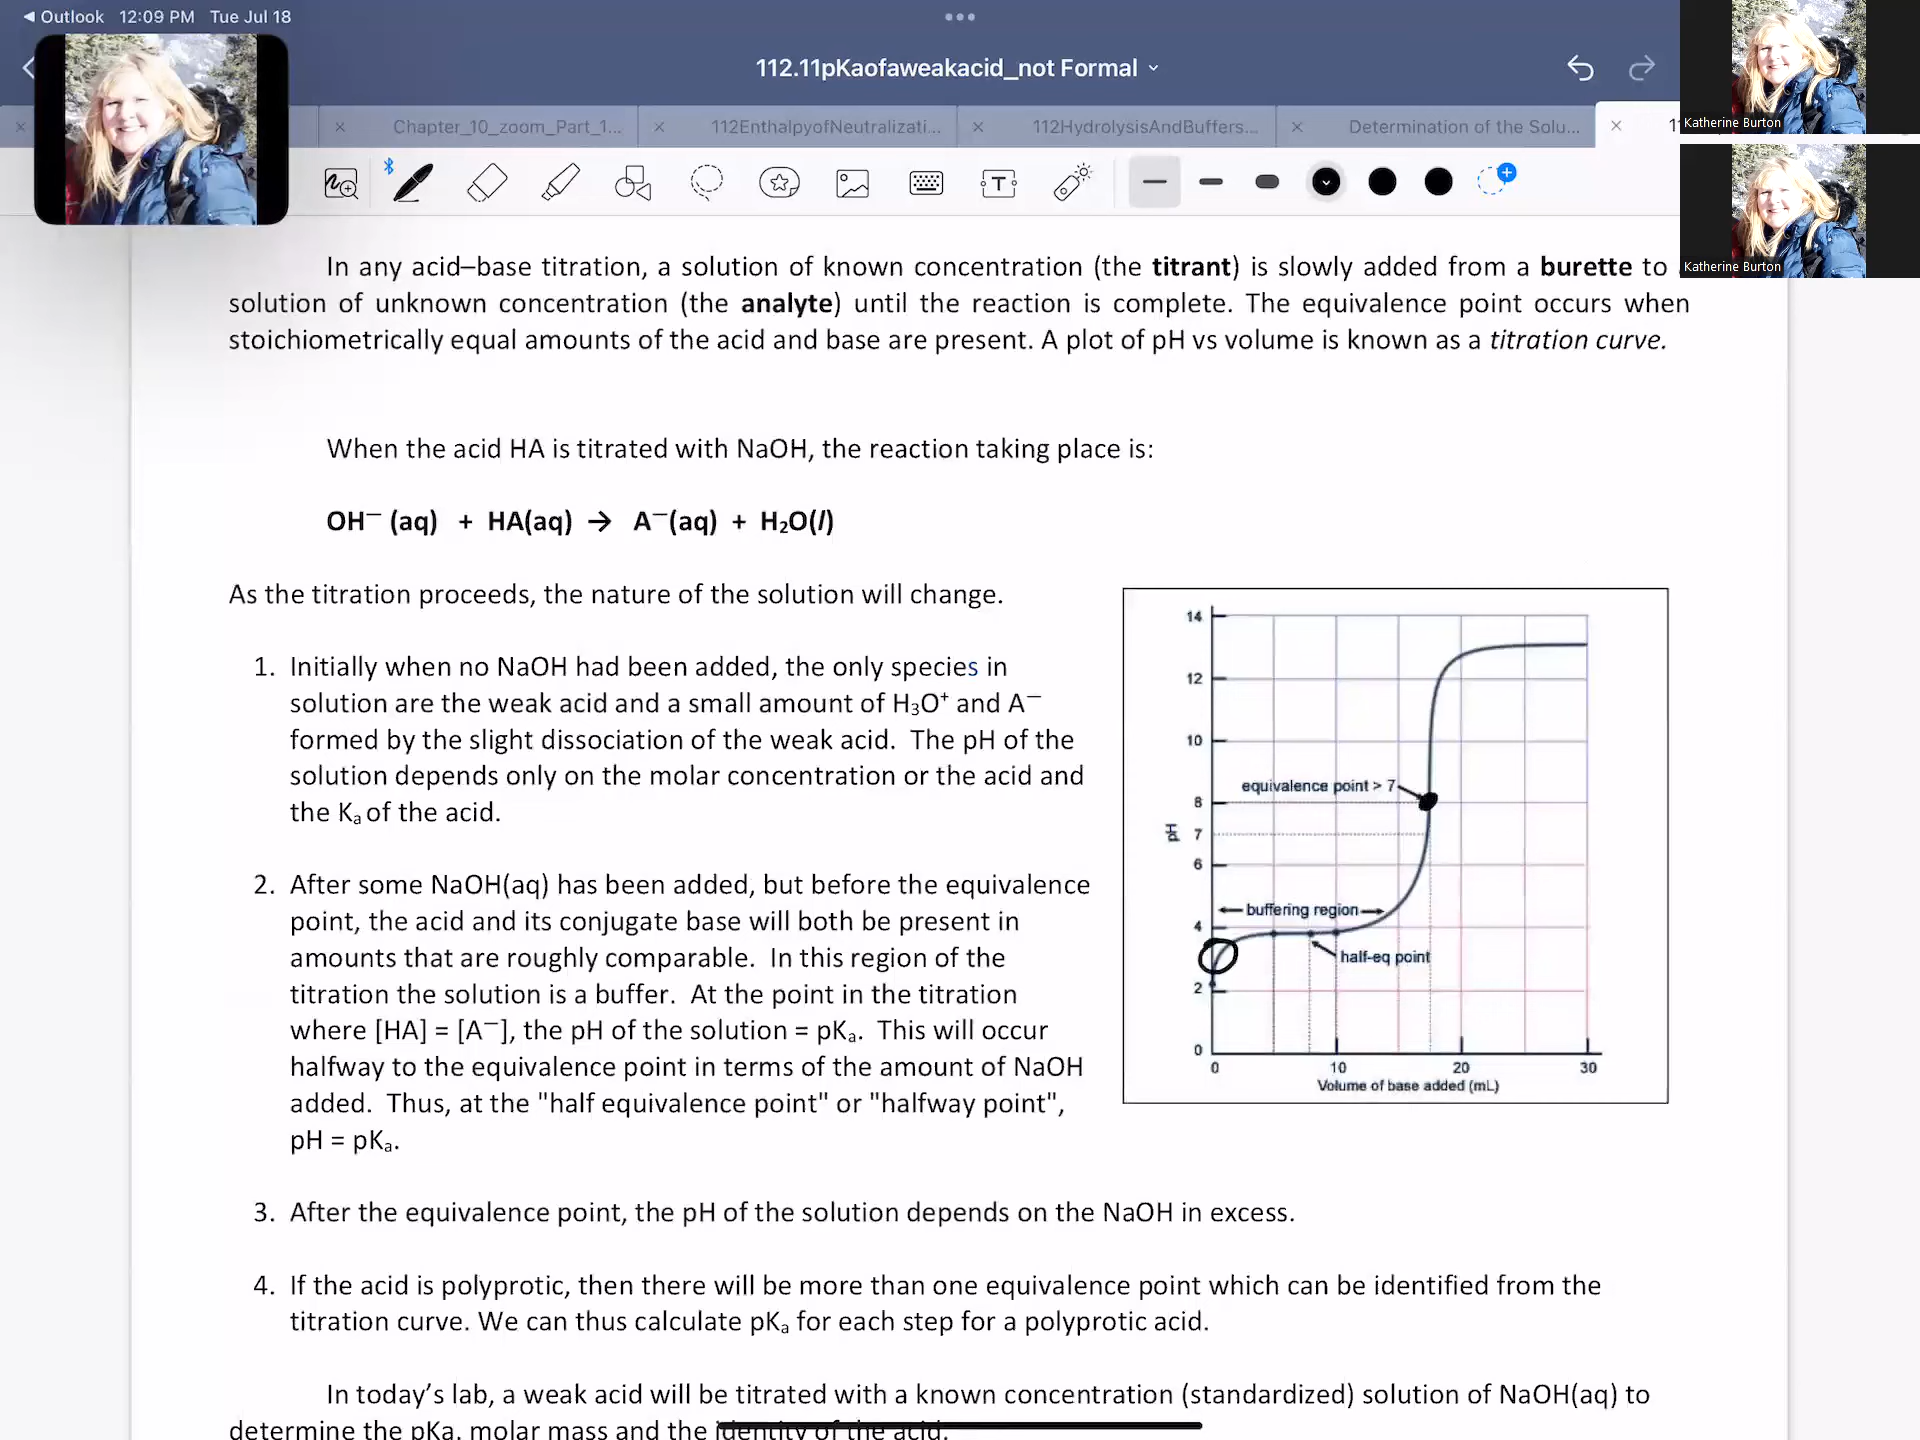 Outlook 12:09 PM Tue Jul 18
112.11pKaofaweakacid_not Formal
Chapter_10_zoom_Part_1... 112EnthalpyofNeutralizati... 112HydrolysisAndBuffers... Determination of the Solu...
Katherine Burton
Katherine Burton
In any acid–base titration, a solution of known concentration (the titrant) is slowly added from a burette to
solution of unknown concentration (the analyte) until the reaction is complete. The equivalence point occurs when
stoichiometrically equal amounts of the acid and base are present. A plot of pH vs volume is known as a titration curve.
When the acid HA is titrated with NaOH, the reaction taking place is:
OH⁻ (aq) + HA(aq) → A⁻(aq) + H₂O(l)
As the titration proceeds, the nature of the solution will change.
1. Initially when no NaOH had been added, the only species in
solution are the weak acid and a small amount of H₃O⁺ and A⁻
formed by the slight dissociation of the weak acid. The pH of the
solution depends only on the molar concentration or the acid and
the Kₐ of the acid.
2. After some NaOH(aq) has been added, but before the equivalence
point, the acid and its conjugate base will both be present in
amounts that are roughly comparable. In this region of the
titration the solution is a buffer. At the point in the titration
where [HA] = [A⁻], the pH of the solution = pKₐ. This will occur
halfway to the equivalence point in terms of the amount of NaOH
added. Thus, at the "half equivalence point" or "halfway point",
pH = pKₐ.
14
12
10
equivalence point > 7
8
pH
7
6
buffering region
4
half-eq point
2
0
0 10 20 30
Volume of base added (mL)
3. After the equivalence point, the pH of the solution depends on the NaOH in excess.
4. If the acid is polyprotic, then there will be more than one equivalence point which can be identified from the
titration curve. We can thus calculate pKₐ for each step for a polyprotic acid.
In today's lab, a weak acid will be titrated with a known concentration (standardized) solution of NaOH(aq) to
determine the pKa, molar mass and the identity of the acid.